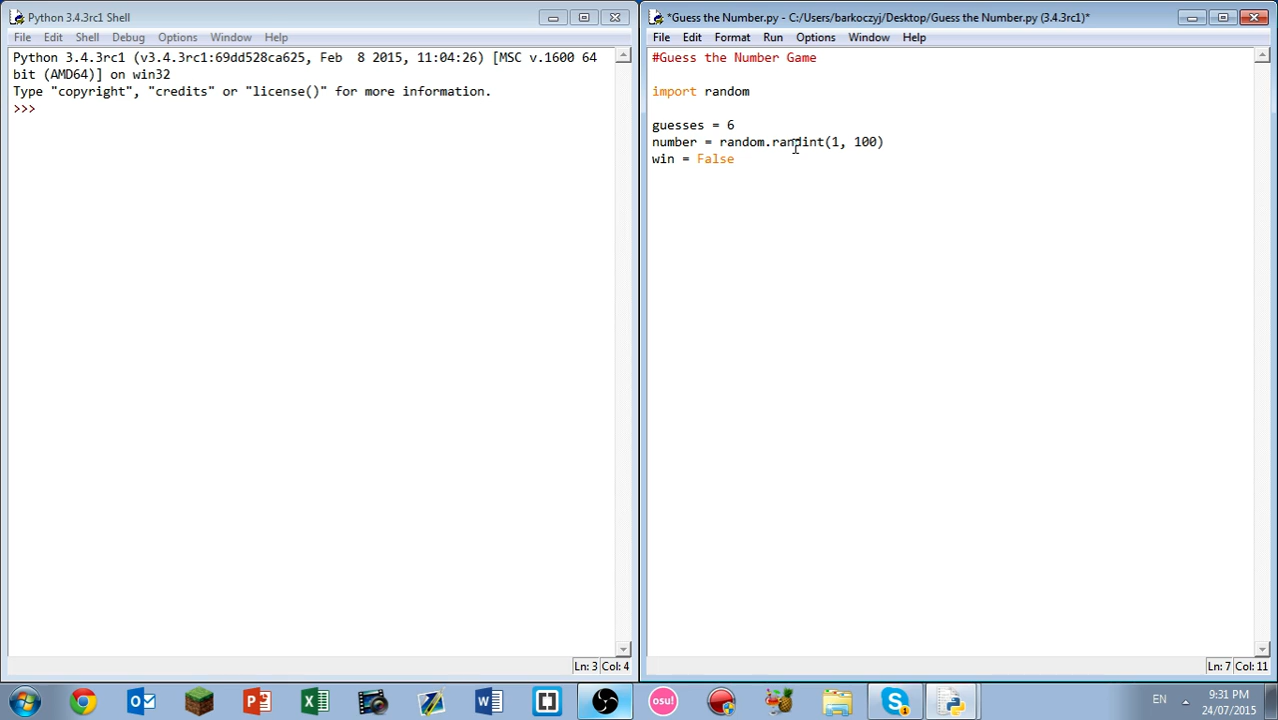 Python 3.4.3rc1 Shell
File Edit Shell Debug Options Window Help
Python 3.4.3rc1 (v3.4.3rc1:69dd528ca625, Feb  8 2015, 11:04:26) [MSC v.1600 64
bit (AMD64)] on win32
Type "copyright", "credits" or "license()" for more information.
>>>
Ln: 3 Col: 4
*Guess the Number.py - C:/Users/barkoczyj/Desktop/Guess the Number.py (3.4.3rc1)*
File Edit Format Run Options Window Help
#Guess the Number Game
import random
guesses = 6
number = random.randint(1, 100)
win = False
Ln: 7 Col: 11
osu!
EN
9:31 PM
24/07/2015